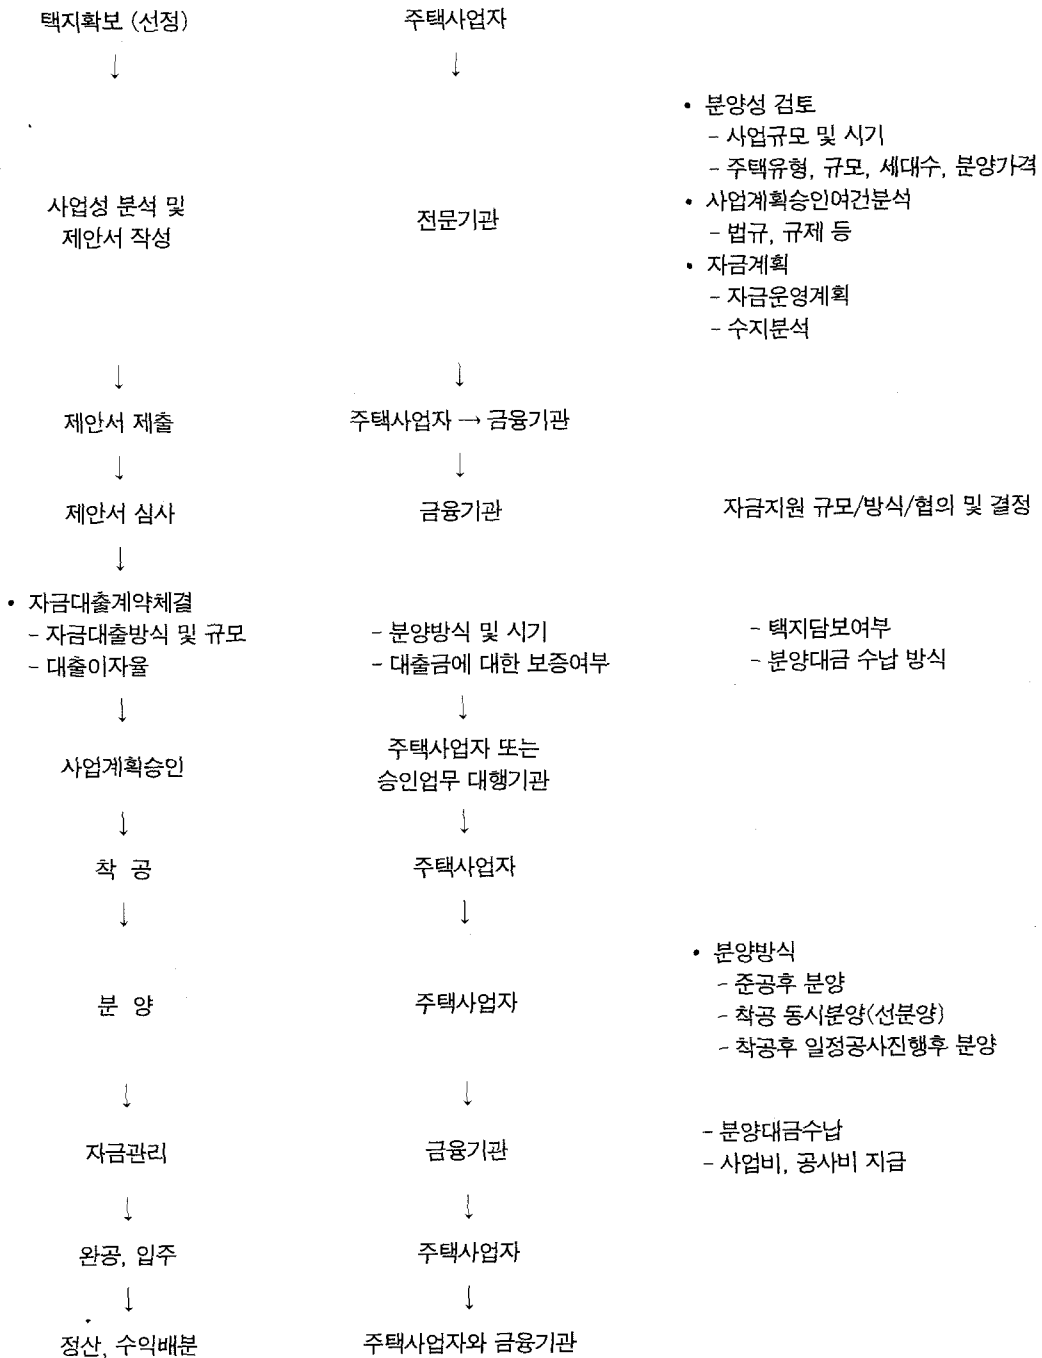 택지확보 (선정)
주택사업자
↓
↓
사업성 분석 및
제안서 작성
전문기관
• 분양성 검토
– 사업규모 및 시기
– 주택유형, 규모, 세대수, 분양가격
• 사업계획승인여건분석
– 법규, 규제 등
• 자금계획
– 자금운영계획
– 수지분석
↓
↓
제안서 제출
주택사업자 → 금융기관
↓
↓
제안서 심사
금융기관
자금지원 규모/방식/협의 및 결정
↓
• 자금대출계약체결
– 자금대출방식 및 규모
– 대출이자율
– 분양방식 및 시기
– 대출금에 대한 보증여부
– 택지담보여부
– 분양대금 수납 방식
↓
↓
사업계획승인
주택사업자 또는
승인업무 대행기관
↓
↓
착 공
주택사업자
↓
↓
분 양
주택사업자
• 분양방식
– 준공후 분양
– 착공 동시분양(선분양)
– 착공후 일정공사진행후 분양
↓
↓
자금관리
금융기관
– 분양대금수납
– 사업비, 공사비 지급
↓
↓
완공, 입주
주택사업자
↓
↓
정산, 수익배분
주택사업자와 금융기관